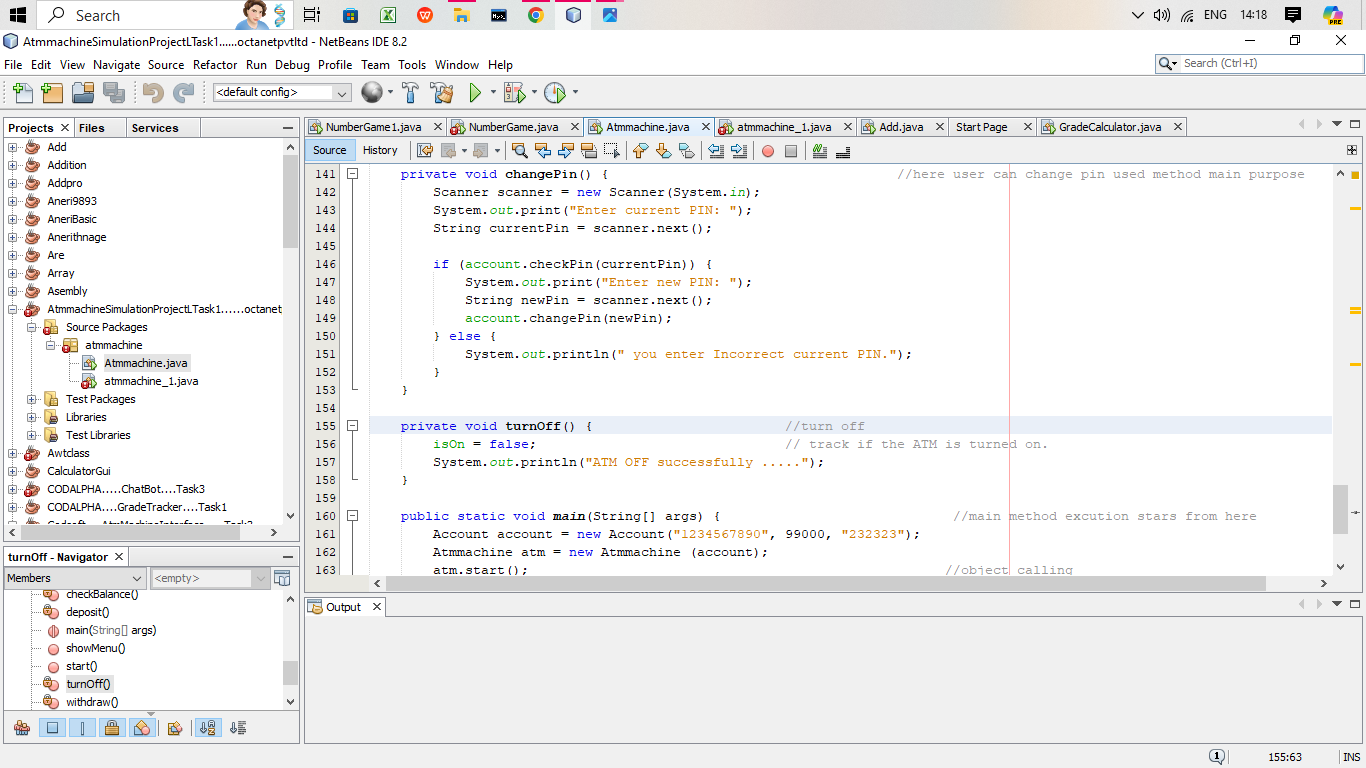 Search
ENG 14:18
AtmmachineSimulationProjectLTask1......octanetpvtltd - NetBeans IDE 8.2
File Edit View Navigate Source Refactor Run Debug Profile Team Tools Window Help
Search (Ctrl+I)
<default config>
Projects Files Services
NumberGame1.java NumberGame.java Atmmachine.java atmmachine_1.java Add.java Start Page GradeCalculator.java
Source History
Add
Addition
Addpro
Aneri9893
AneriBasic
Anerithnage
Are
Array
Asembly
AtmmachineSimulationProjectLTask1......octanet
Source Packages
atmmachine
Atmmachine.java
atmmachine_1.java
Test Packages
Libraries
Test Libraries
Awtclass
CalculatorGui
CODALPHA.....ChatBot....Task3
CODALPHA....GradeTracker....Task1
turnOff - Navigator
Members <empty>
checkBalance()
deposit()
main(String[] args)
showMenu()
start()
turnOff()
withdraw()
141 private void changePin() { //here user can change pin used method main purpose
142 Scanner scanner = new Scanner(System.in);
143 System.out.print("Enter current PIN: ");
144 String currentPin = scanner.next();
145
146 if (account.checkPin(currentPin)) {
147 System.out.print("Enter new PIN: ");
148 String newPin = scanner.next();
149 account.changePin(newPin);
150 } else {
151 System.out.println(" you enter Incorrect current PIN.");
152 }
153 }
154
155 private void turnOff() { //turn off
156 isOn = false; // track if the ATM is turned on.
157 System.out.println("ATM OFF successfully .....");
158 }
159
160 public static void main(String[] args) { //main method excution stars from here
161 Account account = new Account("1234567890", 99000, "232323");
162 Atmmachine atm = new Atmmachine (account);
163 atm.start(); //object calling
Output
1 155:63 INS